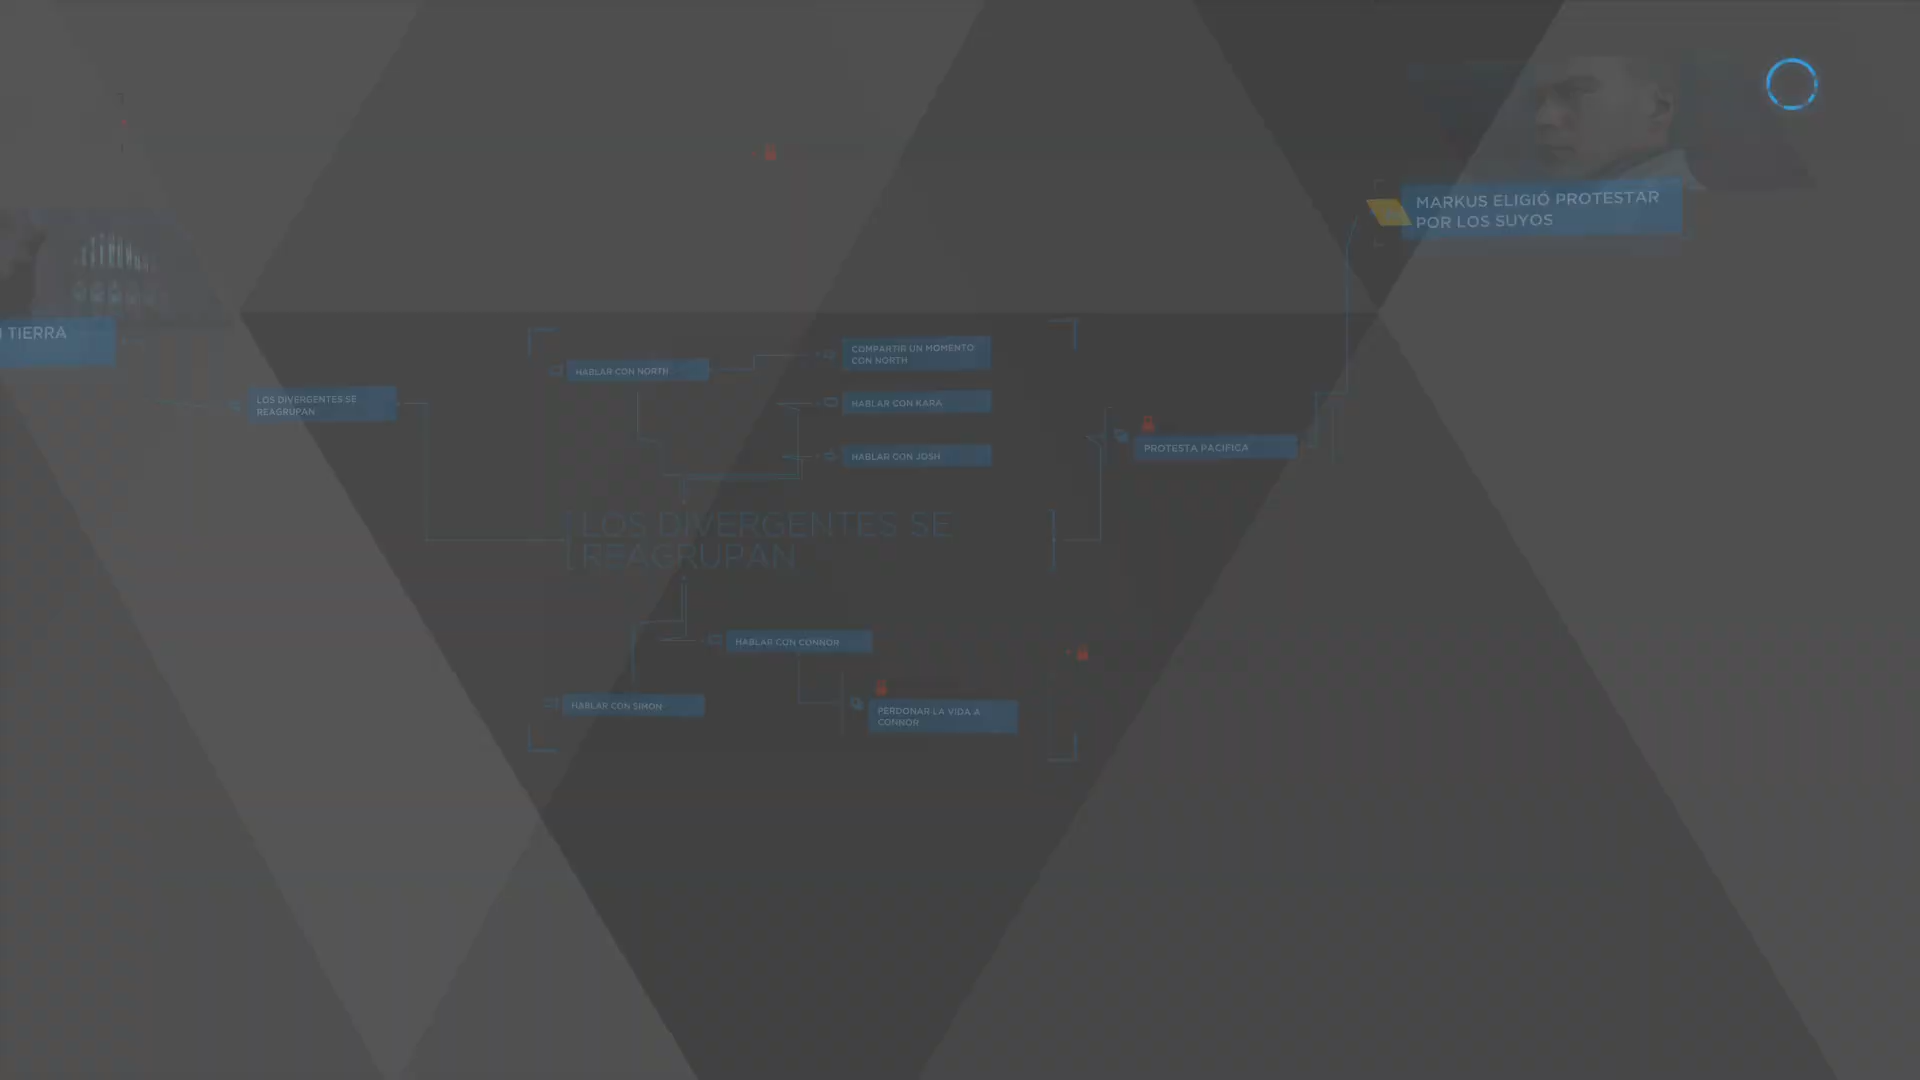 MARKUS ELIGIÓ PROTESTAR
POR LOS SUYOS
TIERRA
LOS DIVERGENTES SE
REAGRUPAN
HABLAR CON NORTH
COMPARTIR UN MOMENTO
CON NORTH
HABLAR CON KARA
HABLAR CON JOSH
PROTESTA PACÍFICA
LOS DIVERGENTES SE
REAGRUPAN
HABLAR CON CONNOR
HABLAR CON SIMON
PERDONAR LA VIDA A
CONNOR